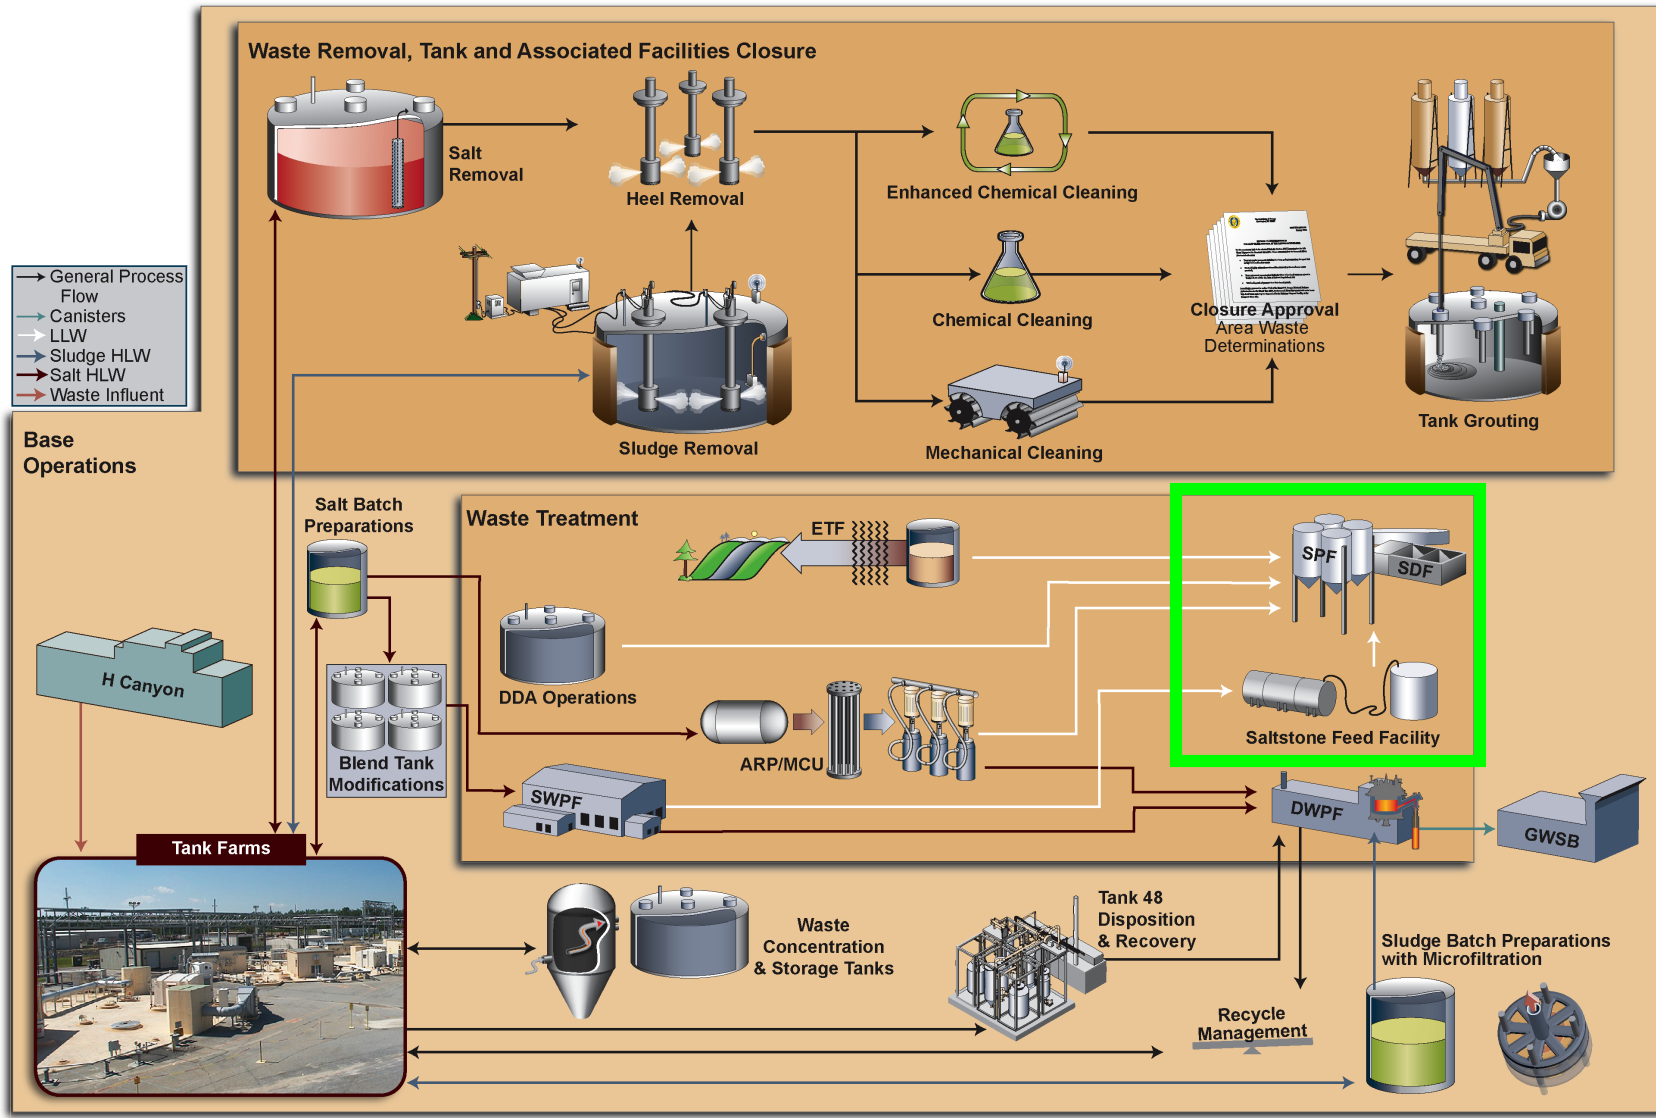 Waste Removal, Tank and Associated Facilities Closure
Salt
Removal
Heel Removal
Enhanced Chemical Cleaning
Chemical Cleaning
Closure Approval
Area Waste
Determinations
Sludge Removal
Mechanical Cleaning
Tank Grouting
General Process
Flow
Canisters
LLW
Sludge HLW
Salt HLW
Waste Influent
Base
Operations
Salt Batch
Preparations
Waste Treatment
ETF
SPF
SDF
DDA Operations
H Canyon
Saltstone Feed Facility
ARP/MCU
Blend Tank
Modifications
SWPF
DWPF
GWSB
Tank Farms
Waste
Concentration
& Storage Tanks
Tank 48
Disposition
& Recovery
Sludge Batch Preparations
with Microfiltration
Recycle
Management